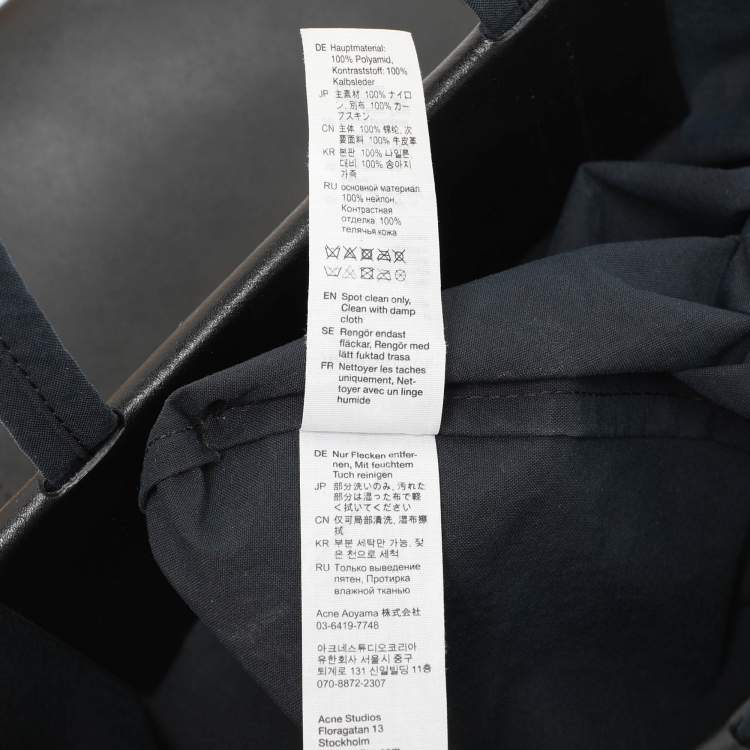 DE Hauptmaterial:
100% Polyamid,
Kontraststoff: 100%
Kalbsleder
JP 主素材: 100% ナイロ
ン, 別布: 100% カー
フスキン
CN 主体: 100% 锦纶, 次
要面料: 100% 牛皮革
KR 본판: 100% 나일론,
대비: 100% 송아지
가죽
RU основной материал:
100% нейлон,
Контрастная
отделка: 100%
телячья кожа
EN Spot clean only,
Clean with damp
cloth
SE Rengör endast
fläckar, Rengör med
lätt fuktad trasa
FR Nettoyer les taches
uniquement, Net-
toyer avec un linge
humide
DE Nur Flecken entfer-
nen, Mit feuchtem
Tuch reinigen
JP 部分洗いのみ, 汚れた
部分は湿った布で軽
く拭いてください
CN 仅可局部清洗, 湿布擦
拭
KR 부분 세탁만 가능, 젖
은 천으로 세척
RU Только выведение
пятен, Протирка
влажной тканью
Acne Aoyama 株式会社
03-6419-7748
아크네스튜디오코리아
유한회사 서울시 중구
퇴계로 131 신일빌딩 11층
070-8872-2307
Acne Studios
Floragatan 13
Stockholm